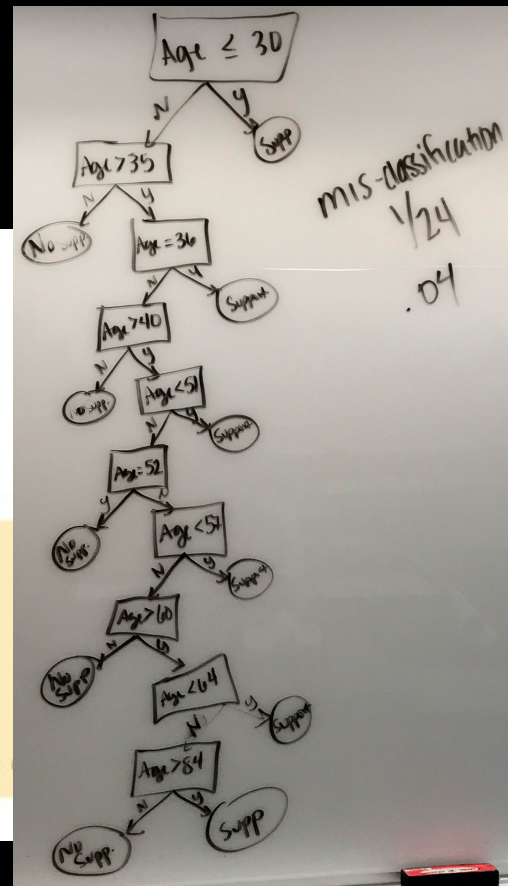 Age ≤ 30
N
Y
Supp
Age > 35
N
Y
No supp
Age = 36
N
Y
Support
Age > 40
N
Y
No supp.
Age < 51
N
Y
Support
Age = 52
Y
N
No
Supp.
Age < 57
N
Y
Support
Age > 60
N
Y
No
Supp
Age < 64
N
Y
Support
Age > 84
N
Y
No
Supp.
Supp
mis-classification
1/24
.04